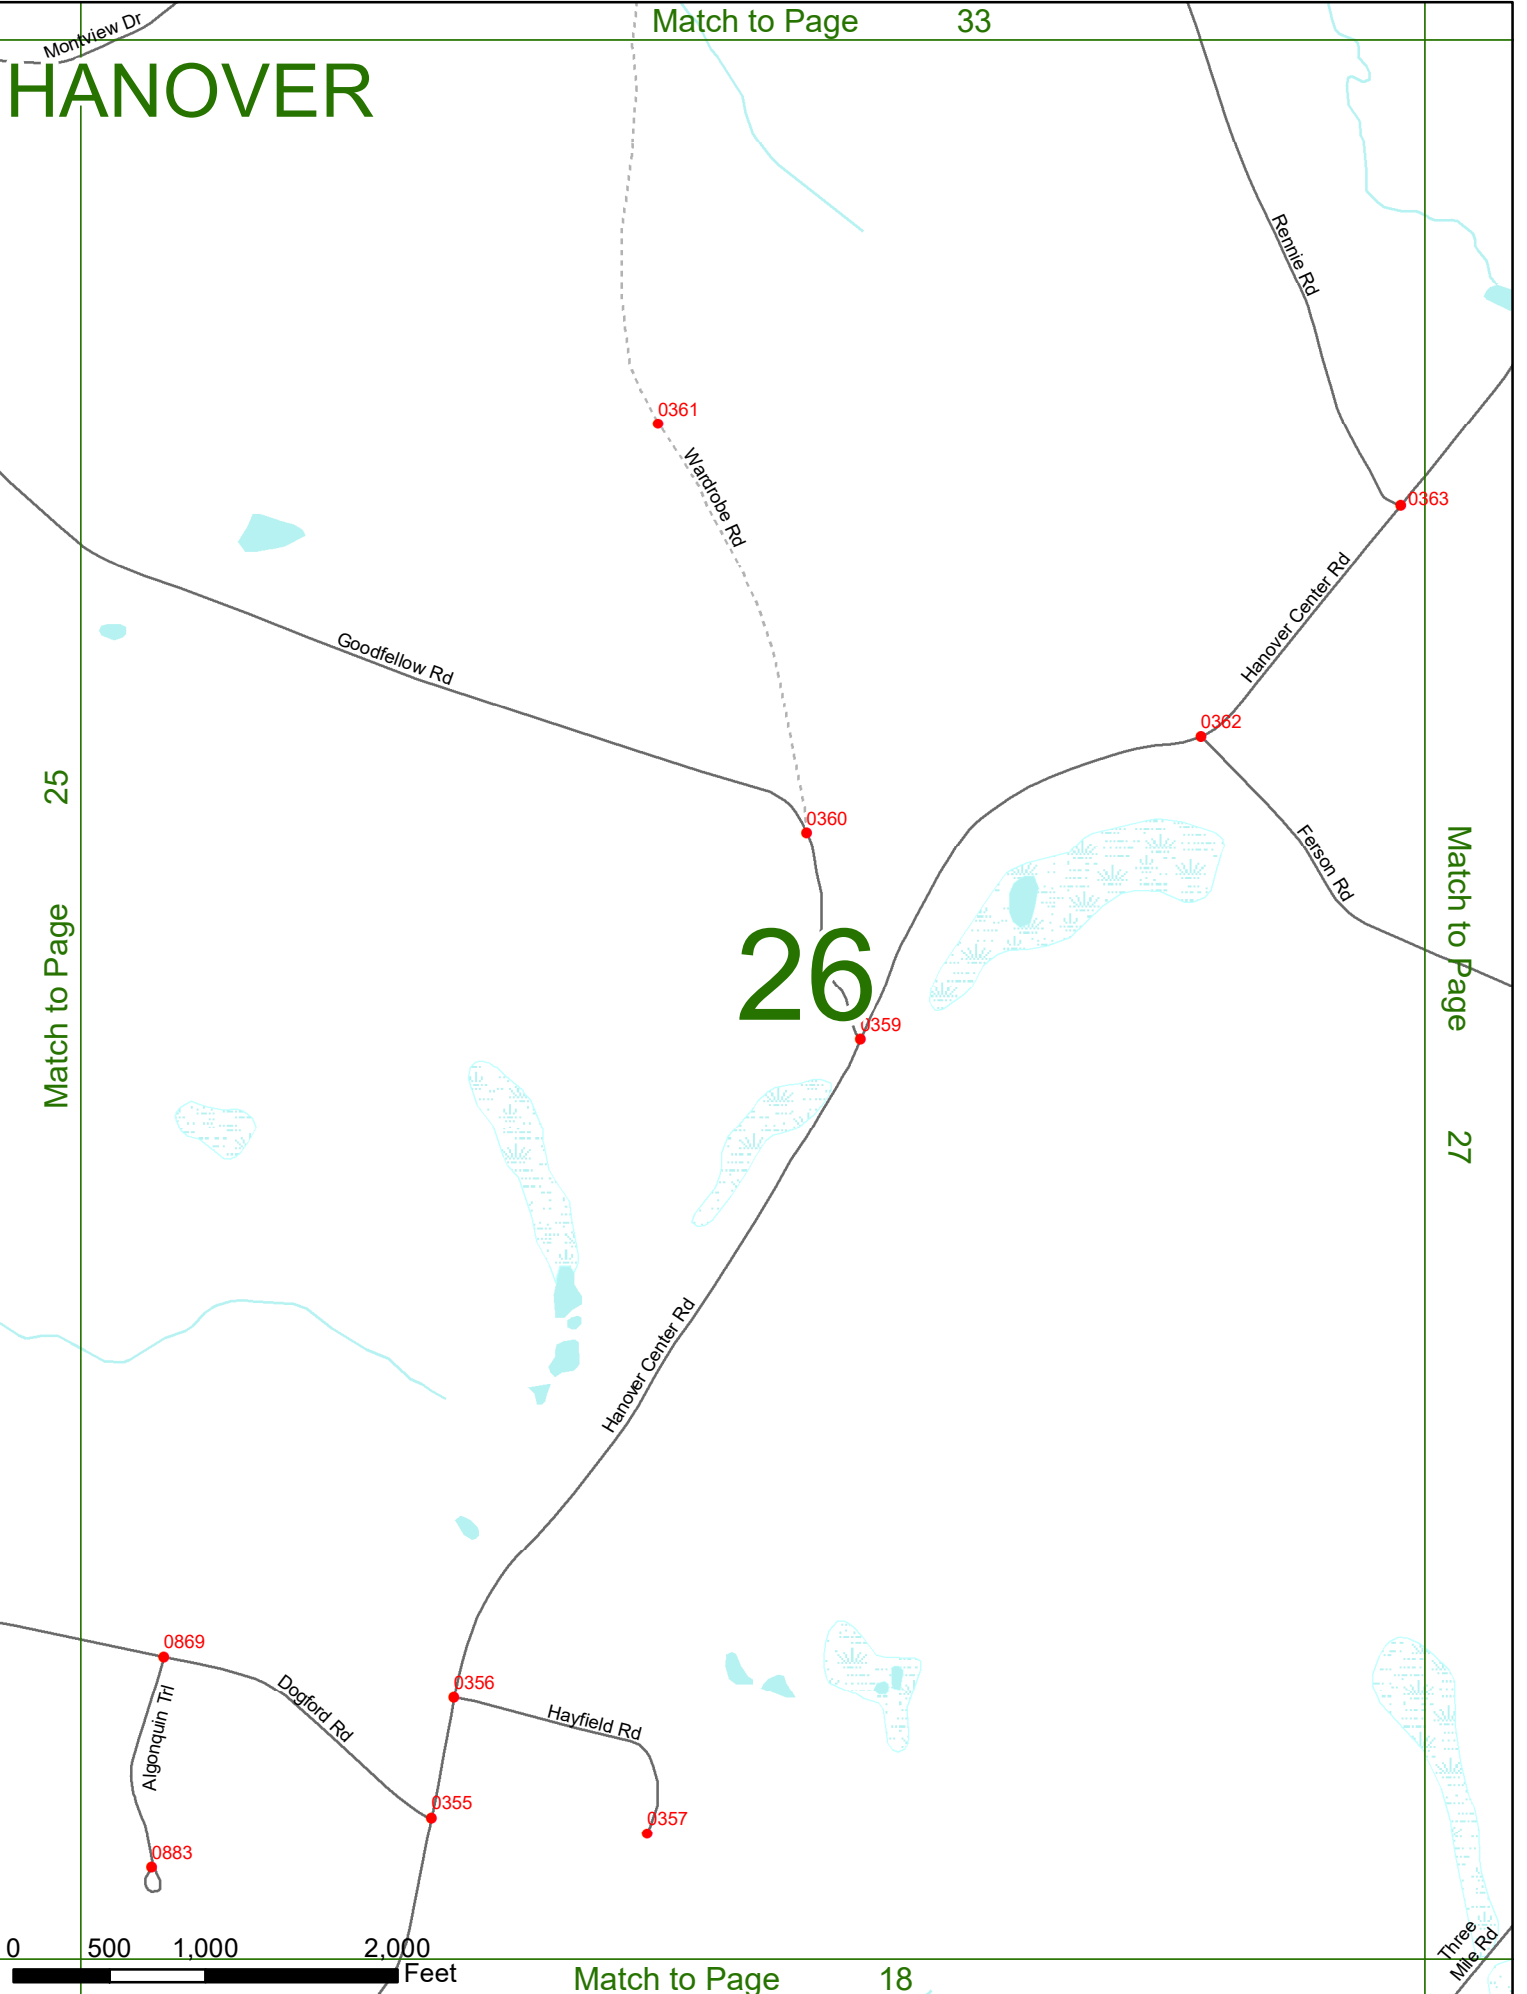 Match to Page 33
Montview Dr
HANOVER
Rennie Rd
0361
Wardrobe Rd
0363
Hanover Center Rd
Goodfellow Rd
0362
Match to Page 25
0360
Ferson Rd
Match to Page 27
26
0359
Hanover Center Rd
0869
0356
Algonquin Trl
Dogford Rd
Hayfield Rd
0355
0357
0883
Three
Mile Rd
0 500 1,000 2,000
Feet
Match to Page 18